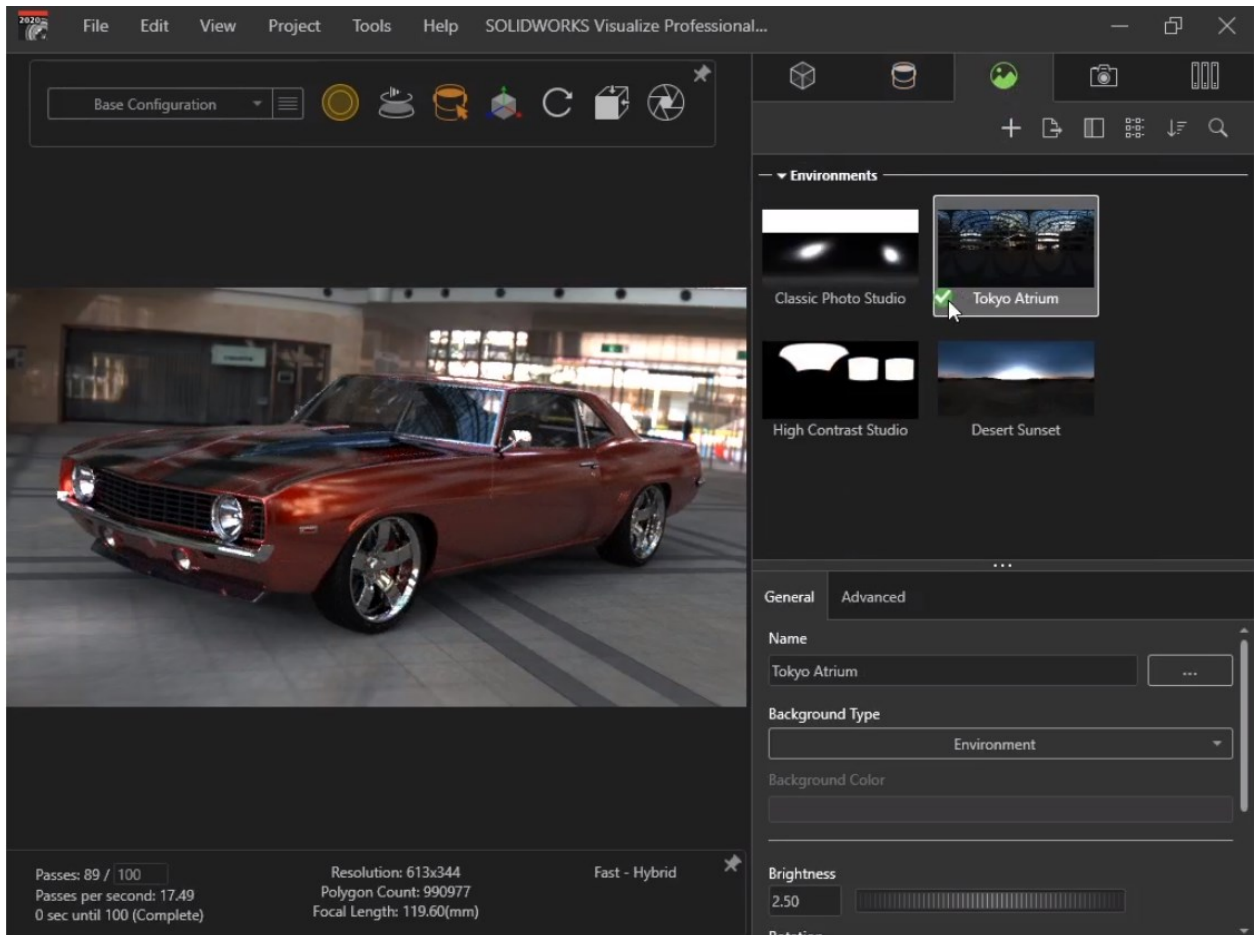 2020
File Edit View Project Tools Help SOLIDWORKS Visualize Professional...
Base Configuration
Environments
Classic Photo Studio
Tokyo Atrium
High Contrast Studio
Desert Sunset
General Advanced
Name
Tokyo Atrium
...
Background Type
Environment
Background Color
Brightness
2.50
Rotation
Passes: 89 / 100
Passes per second: 17.49
0 sec until 100 (Complete)
Resolution: 613x344
Polygon Count: 990977
Focal Length: 119.60(mm)
Fast - Hybrid